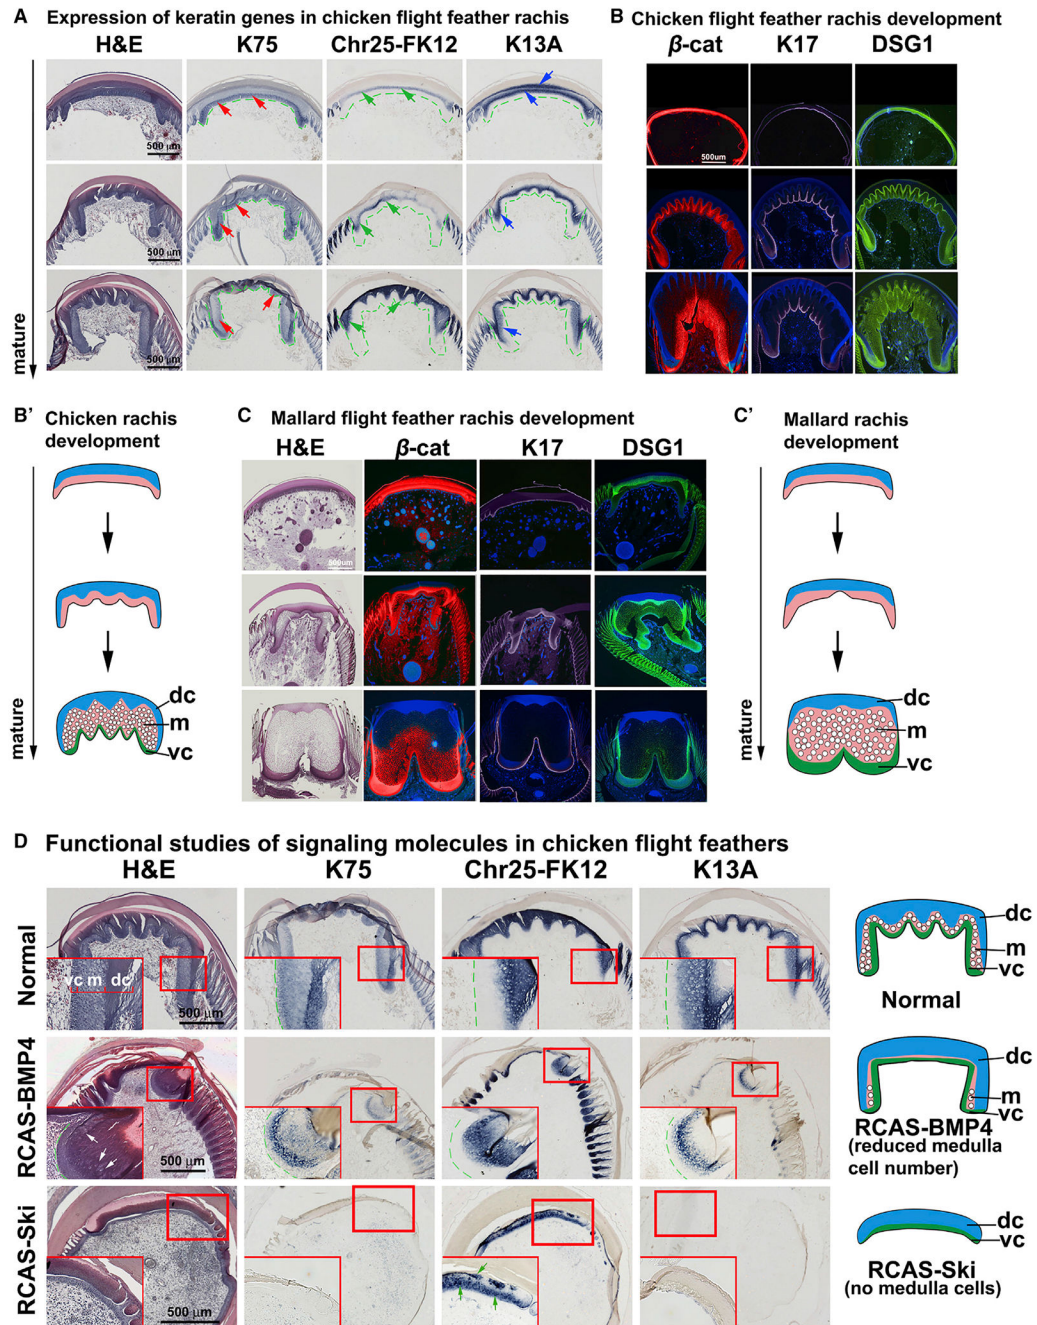 A Expression of keratin genes in chicken flight feather rachis
H&E K75 Chr25-FK12 K13A
500 μm
500 μm
500 μm
mature
B Chicken flight feather rachis development
β-cat K17 DSG1
500um
mature
B’ Chicken rachis
development
dc
m
vc
mature
C Mallard flight feather rachis development
H&E β-cat K17 DSG1
500um
mature
C’ Mallard rachis
development
dc
m
vc
D Functional studies of signaling molecules in chicken flight feathers
H&E K75 Chr25-FK12 K13A
Normal
vc m dc
500 μm
dc
m
vc
Normal
RCAS-BMP4
500 μm
dc
m
vc
RCAS-BMP4
(reduced medulla
cell number)
RCAS-Ski
500 μm
dc
vc
RCAS-Ski
(no medulla cells)